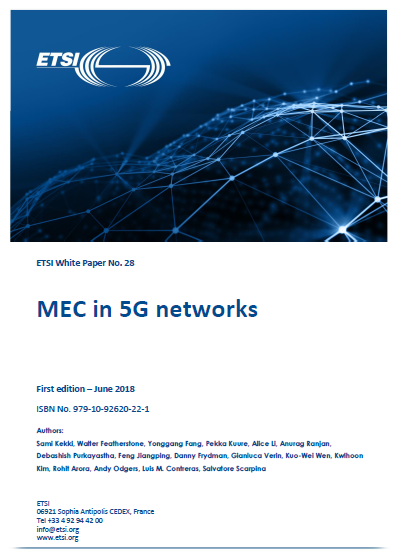 ETSI
ETSI White Paper No. 28
MEC in 5G networks
First edition – June 2018
ISBN No. 979-10-92620-22-1
Authors:
Sami Kekki, Walter Featherstone, Yonggang Fang, Pekka Kuure, Alice Li, Anurag Ranjan,
Debashish Purkayastha, Feng Jiangping, Danny Frydman, Gianluca Verin, Kuo-Wei Wen, Kwihoon
Kim, Rohit Arora, Andy Odgers, Luis M. Contreras, Salvatore Scarpina
ETSI
06921 Sophia Antipolis CEDEX, France
Tel +33 4 92 94 42 00
info@etsi.org
www.etsi.org